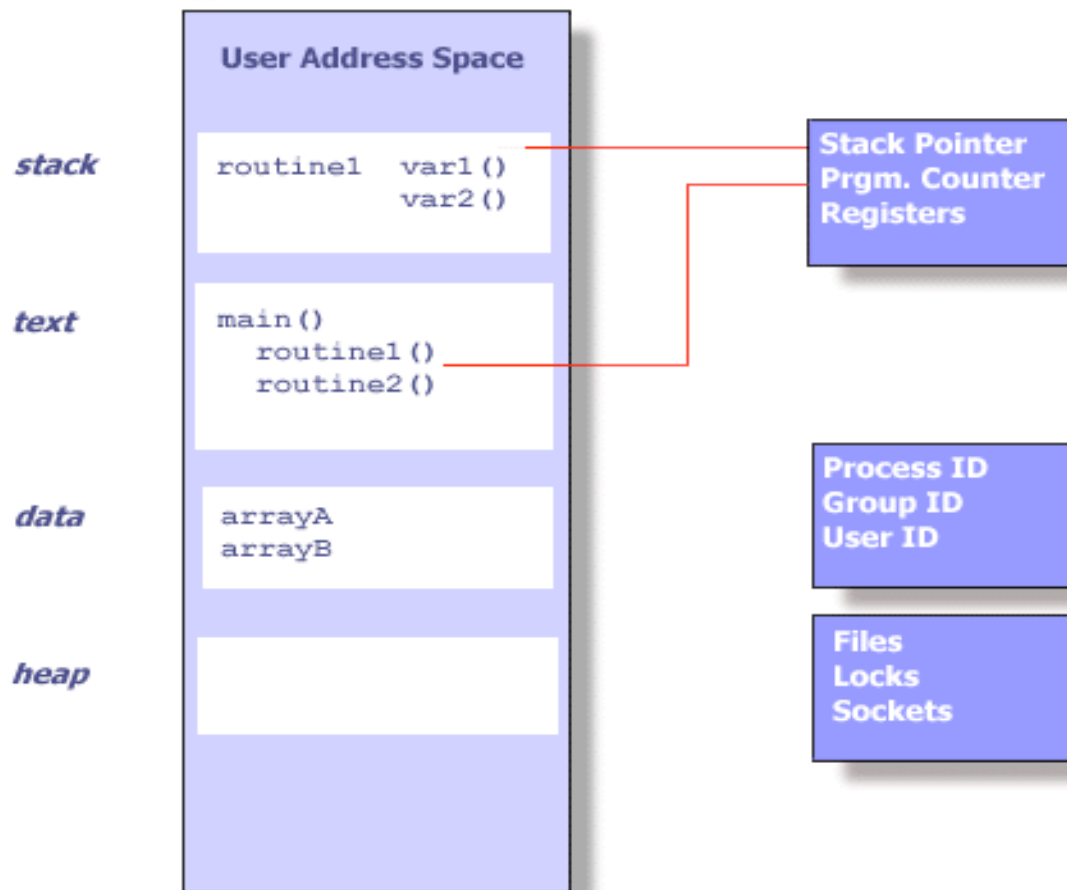 User Address Space
stack
routine1 var1()
var2()
text
main()
routine1()
routine2()
data
arrayA
arrayB
heap
Stack Pointer
Prgm. Counter
Registers
Process ID
Group ID
User ID
Files
Locks
Sockets